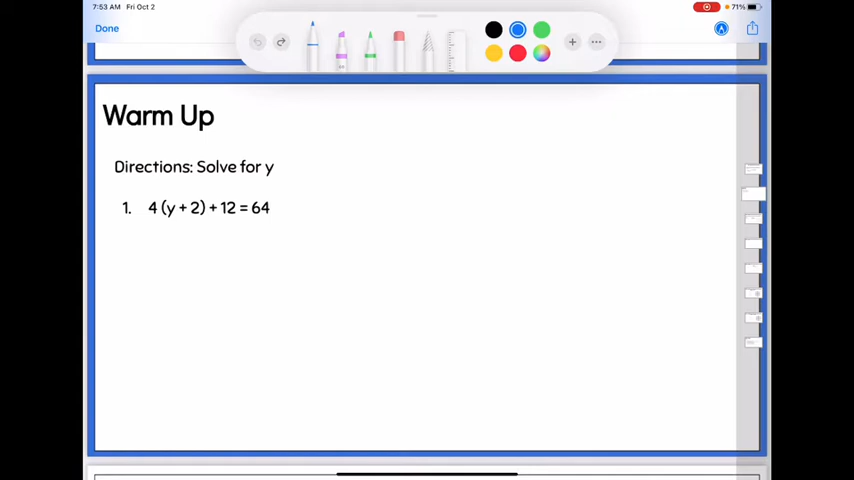 7:53 AM Fri Oct 2
71%
Done
Warm Up
Directions: Solve for y
1. 4 (y + 2) + 12 = 64